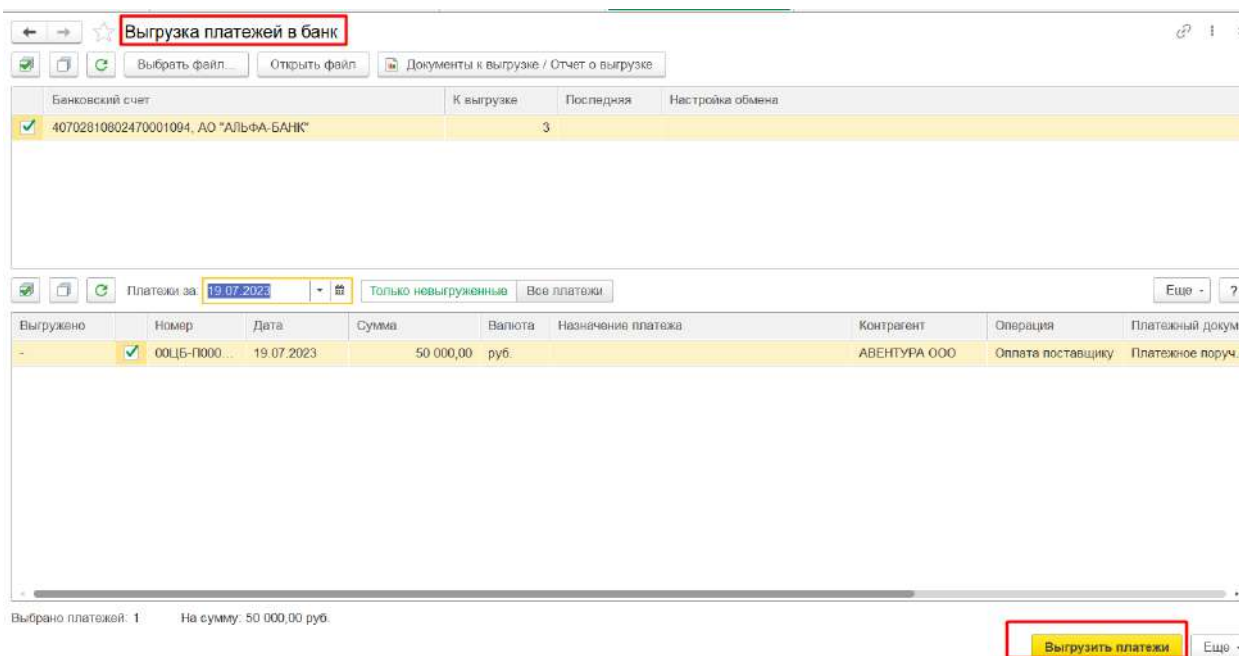 Выгрузка платежей в банк
Выбрать файл... Открыть файл Документы к выгрузке / Отчет о выгрузке
Банковский счет К выгрузке Последняя Настройка обмена
40702810802470001094, АО "АЛЬФА-БАНК" 3
Платежи за: 19.07.2023 Только невыгруженные Все платежи Еще - ?
Выгружено Номер Дата Сумма Валюта Назначение платежа Контрагент Операция Платежный докум
- 00ЦБ-П000... 19.07.2023 50 000,00 руб. АВЕНТУРА ООО Оплата поставщику Платежное поруч.
Выбрано платежей: 1 На сумму: 50 000,00 руб.
Выгрузить платежи Еще -